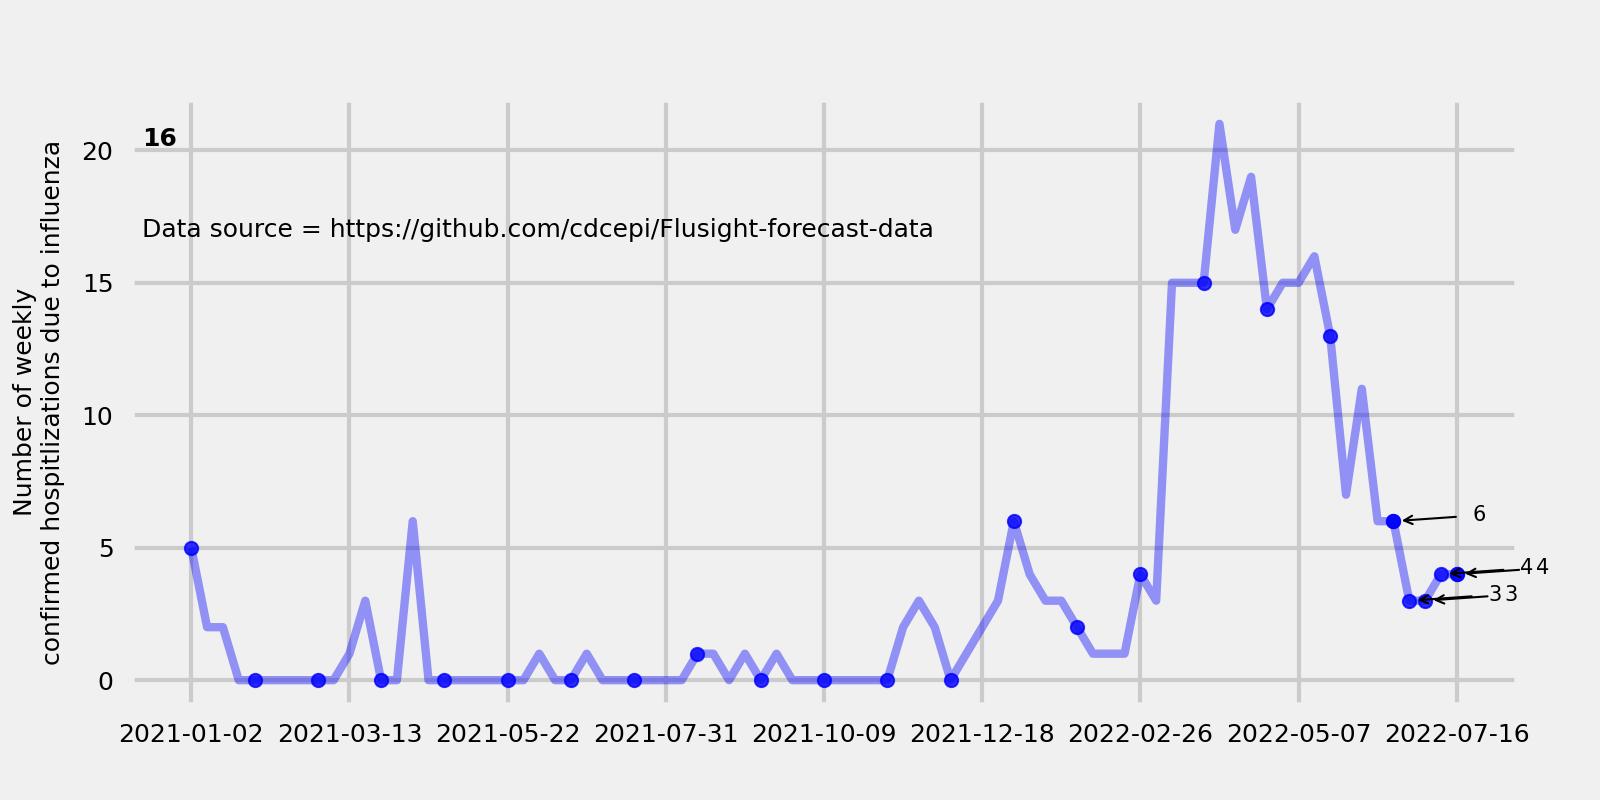 16
Data source = https://github.com/cdcepi/Flusight-forecast-data
Number of weekly
confirmed hospitlizations due to influenza
20
15
10
5
0
6
44
33
2021-01-02 2021-03-13 2021-05-22 2021-07-31 2021-10-09 2021-12-18 2022-02-26 2022-05-07 2022-07-16